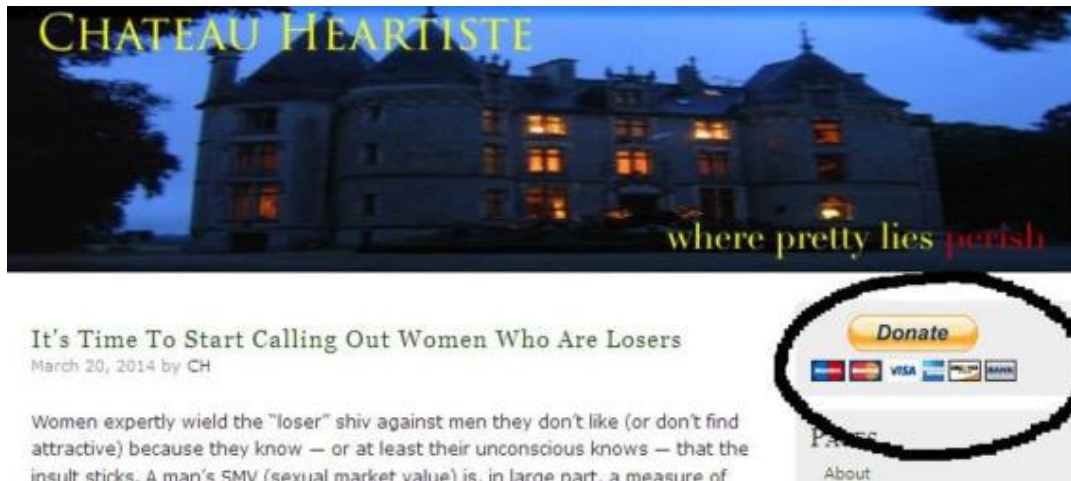 CHATEAU HEARTISTE
where pretty lies perish
It's Time To Start Calling Out Women Who Are Losers
March 20, 2014 by CH
Women expertly wield the “loser” shiv against men they don't like (or don't find
attractive) because they know — or at least their unconscious knows — that the
insult sticks. A man's SMV (sexual market value) is, in large part, a measure of
Donate
VISA
BANK
PAGES
About